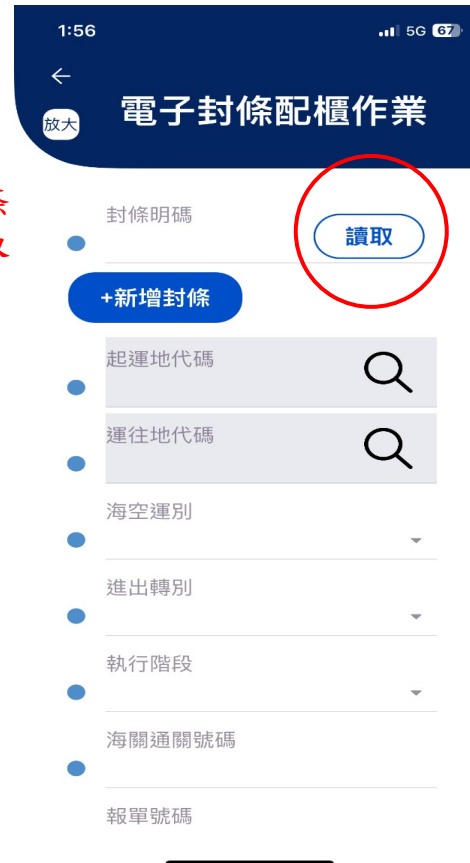 1:56
5G 67
放大
電子封條配櫃作業
封條明碼
讀取
+新增封條
起運地代碼
運往地代碼
海空運別
進出轉別
執行階段
海關通關號碼
報單號碼